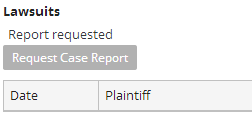 Lawsuits
Report requested
Request Case Report
Date Plaintiff